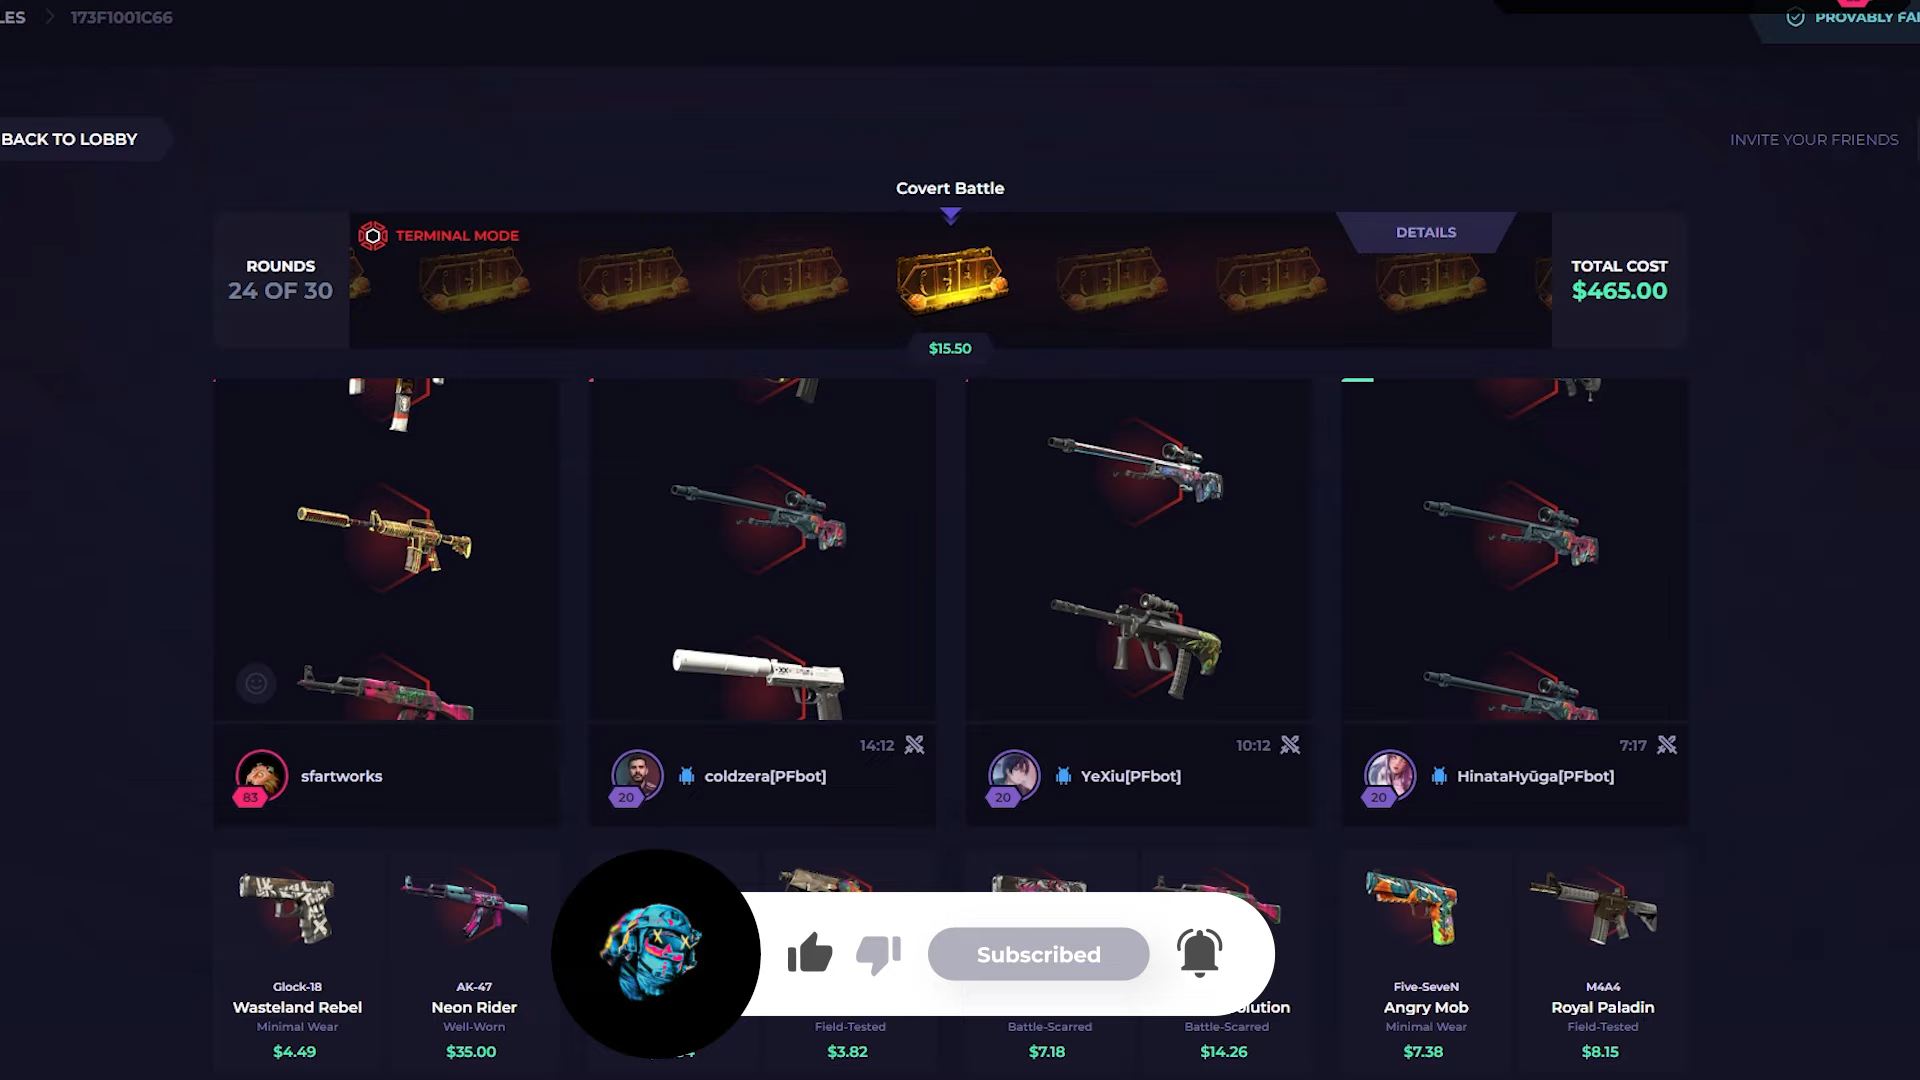 LES > 173F1001C66
PROVABLY FAI
BACK TO LOBBY
INVITE YOUR FRIENDS
Covert Battle
TERMINAL MODE
DETAILS
ROUNDS
24 OF 30
TOTAL COST
$465.00
$15.50
14:12
10:12
7:17
83
sfartworks
20
coldzera[PFbot]
20
YeXiu[PFbot]
20
HinataHyūga[PFbot]
Subscribed
Glock-18
Wasteland Rebel
Minimal Wear
$4.49
AK-47
Neon Rider
Well-Worn
$35.00
Field-Tested
$3.82
Battle-Scarred
$7.18
olution
Battle-Scarred
$14.26
Five-SeveN
Angry Mob
Minimal Wear
$7.38
M4A4
Royal Paladin
Field-Tested
$8.15